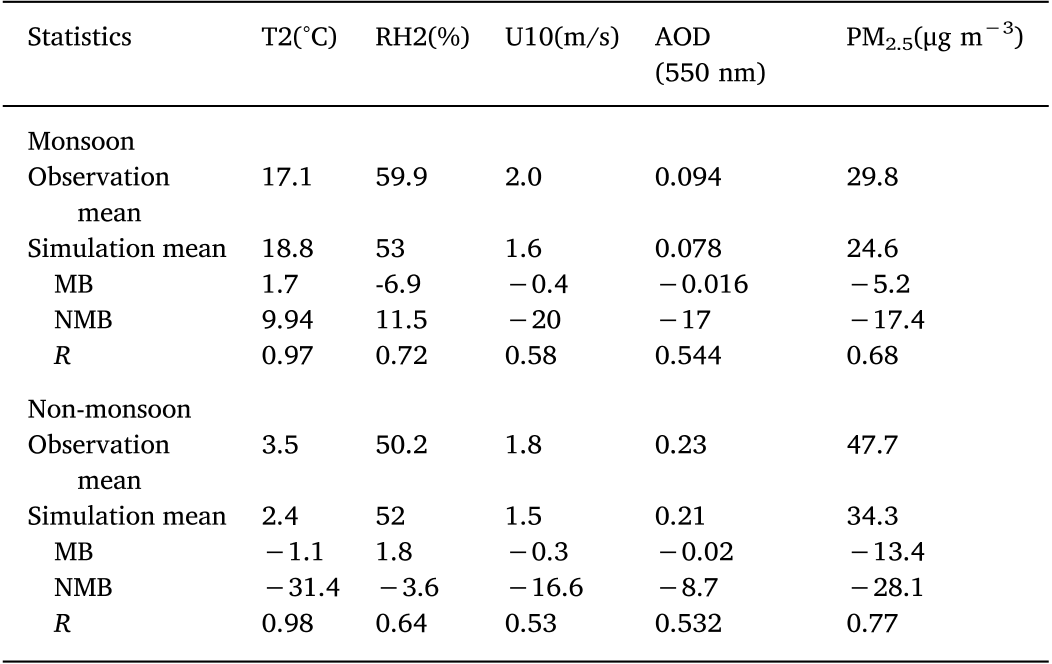 Statistics T2(°C) RH2(%) U10(m/s) AOD PM2.5(μg m−3)
(550 nm)
Monsoon
Observation 17.1 59.9 2.0 0.094 29.8
mean
Simulation mean 18.8 53 1.6 0.078 24.6
MB 1.7 -6.9 −0.4 −0.016 −5.2
NMB 9.94 11.5 −20 −17 −17.4
R 0.97 0.72 0.58 0.544 0.68
Non-monsoon
Observation 3.5 50.2 1.8 0.23 47.7
mean
Simulation mean 2.4 52 1.5 0.21 34.3
MB −1.1 1.8 −0.3 −0.02 −13.4
NMB −31.4 −3.6 −16.6 −8.7 −28.1
R 0.98 0.64 0.53 0.532 0.77